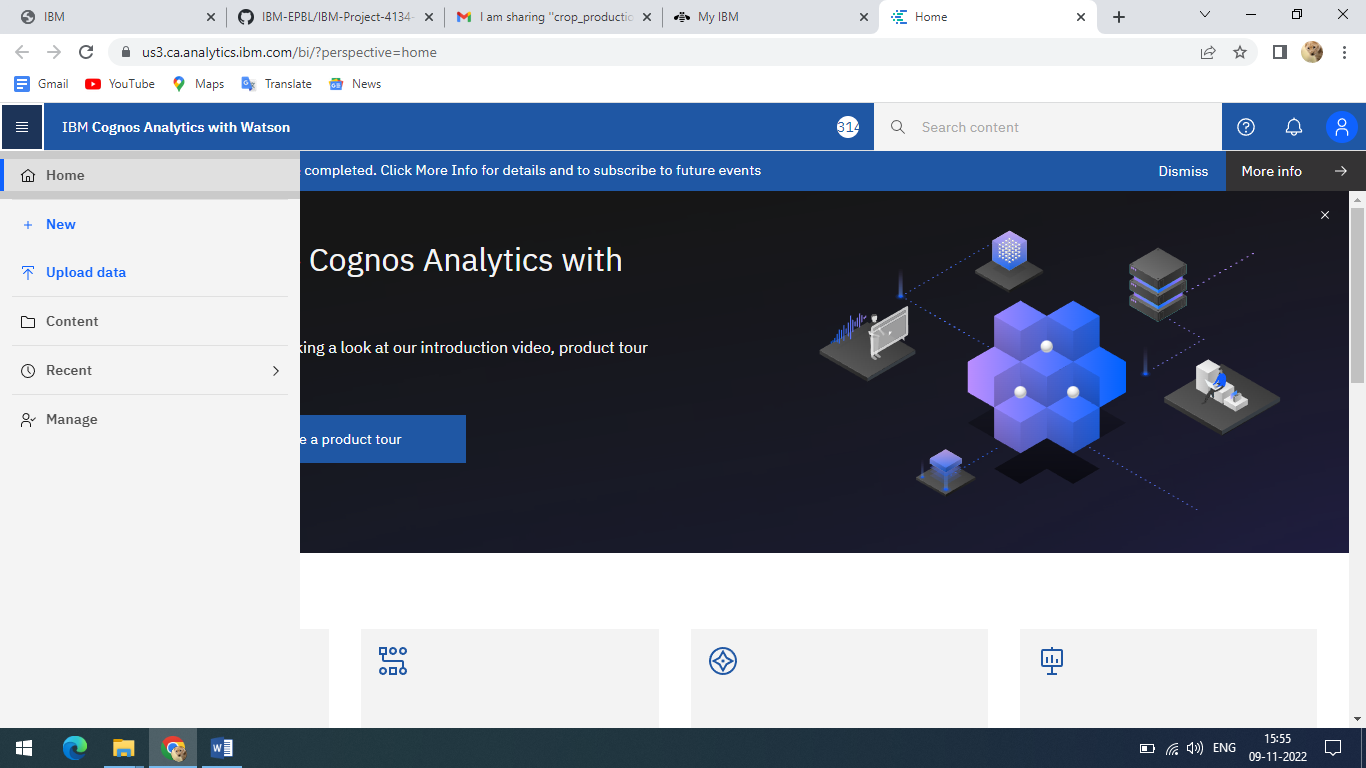 IBM
IBM-EPBL/IBM-Project-4134-
I am sharing "crop_productio
My IBM
Home
us3.ca.analytics.ibm.com/bi/?perspective=home
Gmail
YouTube
Maps
Translate
News
IBM Cognos Analytics with Watson
314
Search content
Home
completed. Click More Info for details and to subscribe to future events
Dismiss
More info
New
Upload data
Content
Recent
Manage
Cognos Analytics with
king a look at our introduction video, product tour
e a product tour
ENG
15:55
09-11-2022